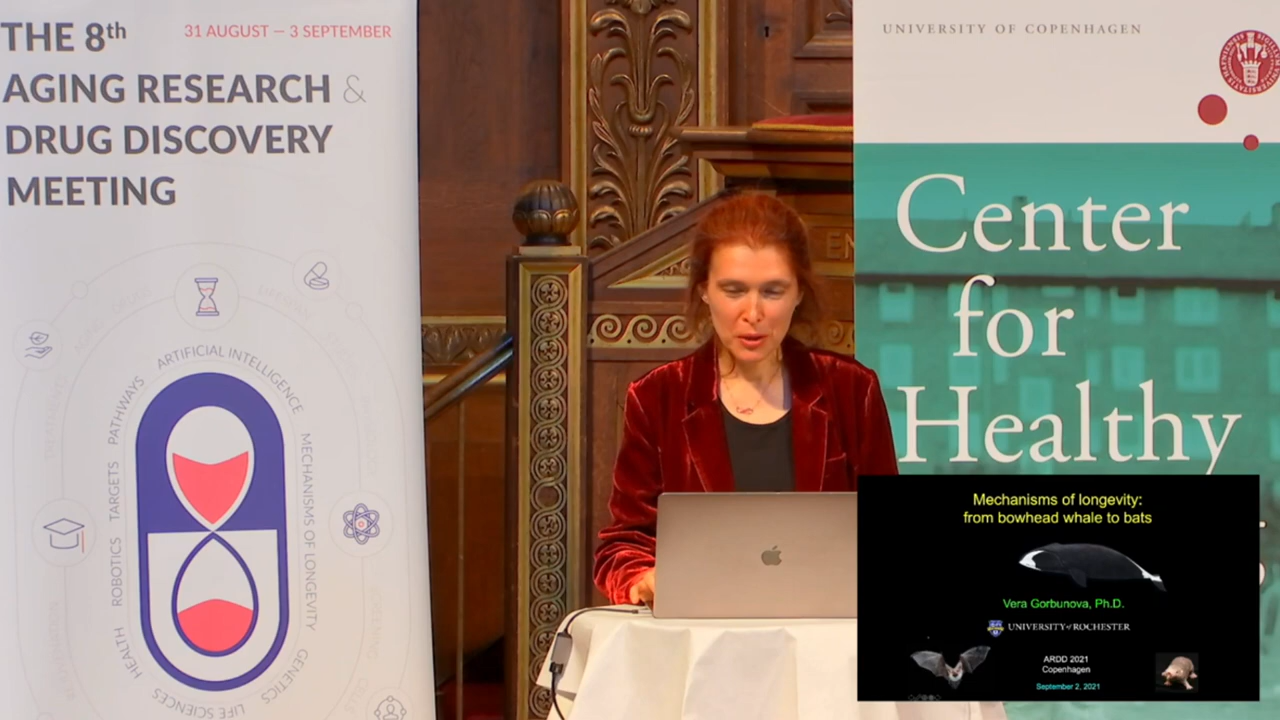 THE 8th
31 AUGUST – 3 SEPTEMBER
AGING RESEARCH &
DRUG DISCOVERY
MEETING
ARTIFICIAL INTELLIGENCE
MECHANISMS OF LONGEVITY
GENETICS
LIFE SCIENCES
HEALTH
ROBOTICS
TARGETS
PATHWAYS
UNIVERSITY OF COPENHAGEN
Center
for
Healthy
Mechanisms of longevity:
from bowhead whale to bats
Vera Gorbunova, Ph.D.
UNIVERSITY of ROCHESTER
ARDD 2021
Copenhagen
September 2, 2021